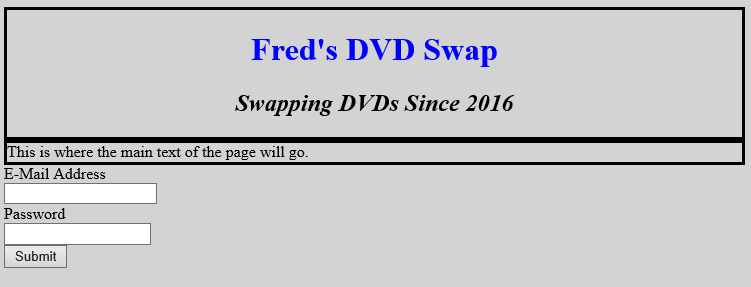 Fred's DVD Swap
Swapping DVDs Since 2016
This is where the main text of the page will go.
E-Mail Address
Password
Submit